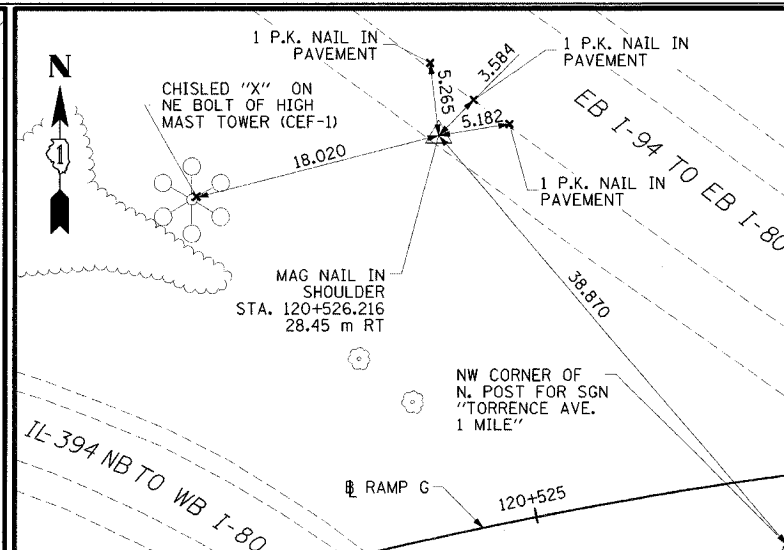 1 P.K. NAIL IN
PAVEMENT
3.584
1 P.K. NAIL IN
PAVEMENT
N
1
CHISLED "X" ON
NE BOLT OF HIGH
MAST TOWER (CEF-1)
5.265
5.182
18.020
EB I-94 TO EB I-80
1 P.K. NAIL IN
PAVEMENT
MAG NAIL IN
SHOULDER
STA. 120+526.216
28.45 m RT
38.870
NW CORNER OF
N. POST FOR SGN
"TORRENCE AVE.
1 MILE"
IL-394 NB TO WB I-80
℄ RAMP G
120+525